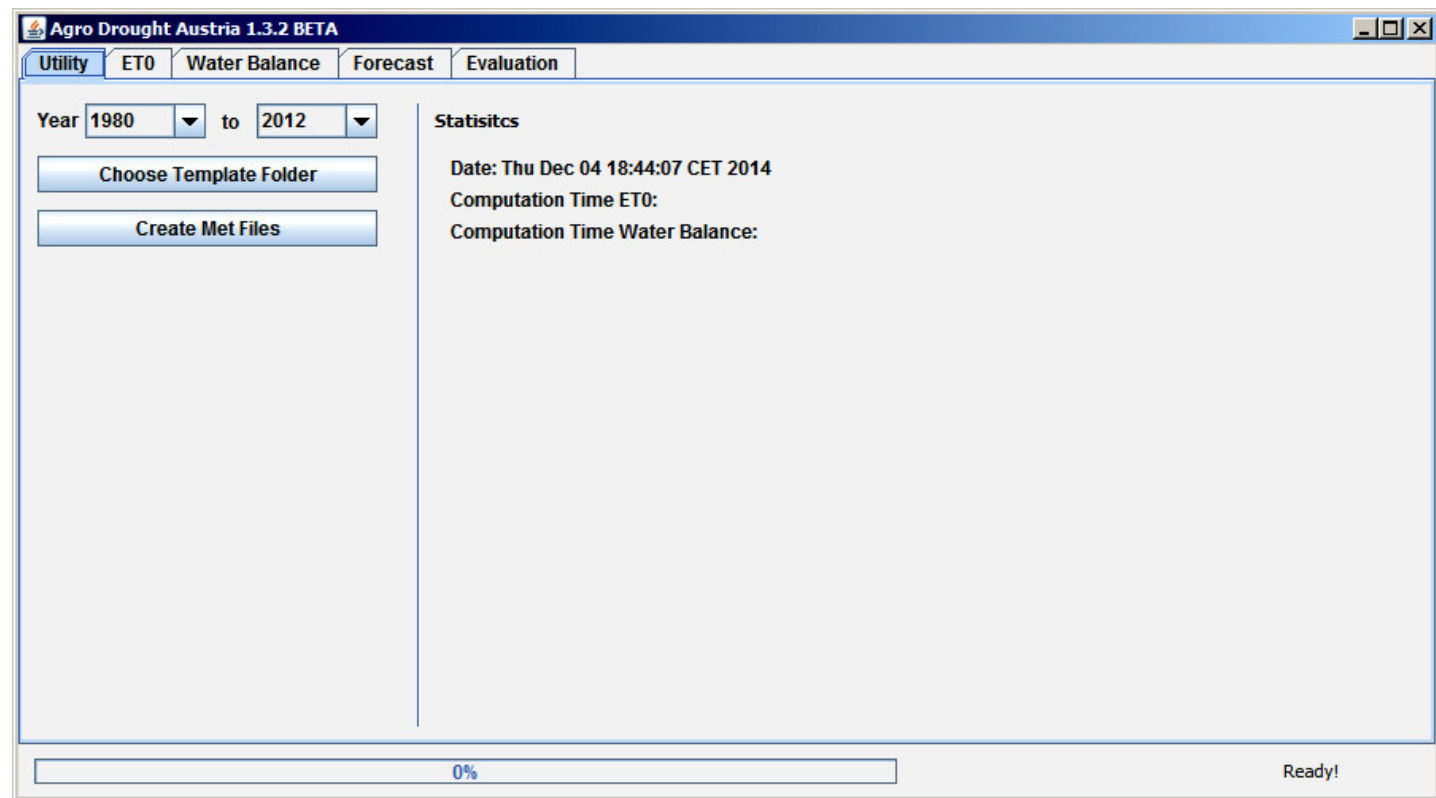 Agro Drought Austria 1.3.2 BETA
Utility ET0 Water Balance Forecast Evaluation
Year 1980 to 2012
Choose Template Folder
Create Met Files
Statisitcs
Date: Thu Dec 04 18:44:07 CET 2014
Computation Time ET0:
Computation Time Water Balance:
0%
Ready!